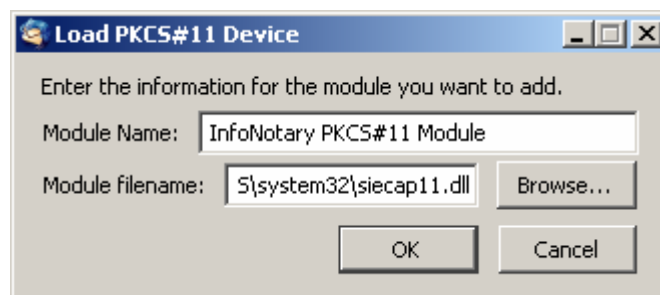 Load PKCS#11 Device
Enter the information for the module you want to add.
Module Name: InfoNotary PKCS#11 Module
Module filename: S\system32\siecap11.dll Browse...
OK Cancel